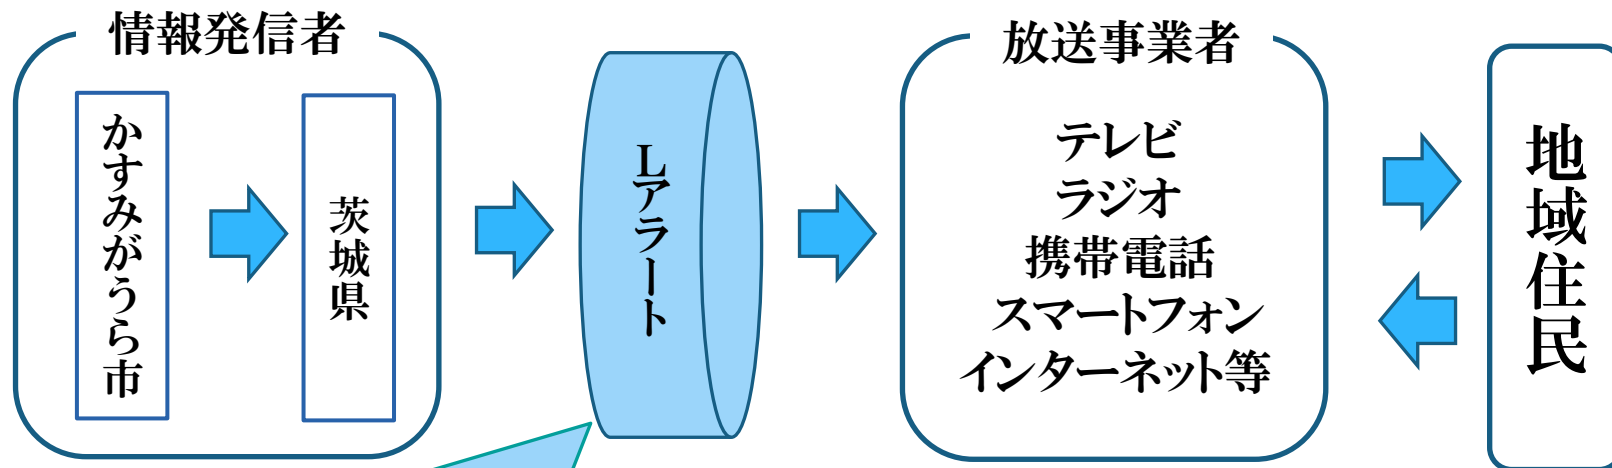 情報発信者
かすみがうら市
茨城県
Lアラート
放送事業者
テレビ
ラジオ
携帯電話
スマートフォン
インターネット等
地域住民